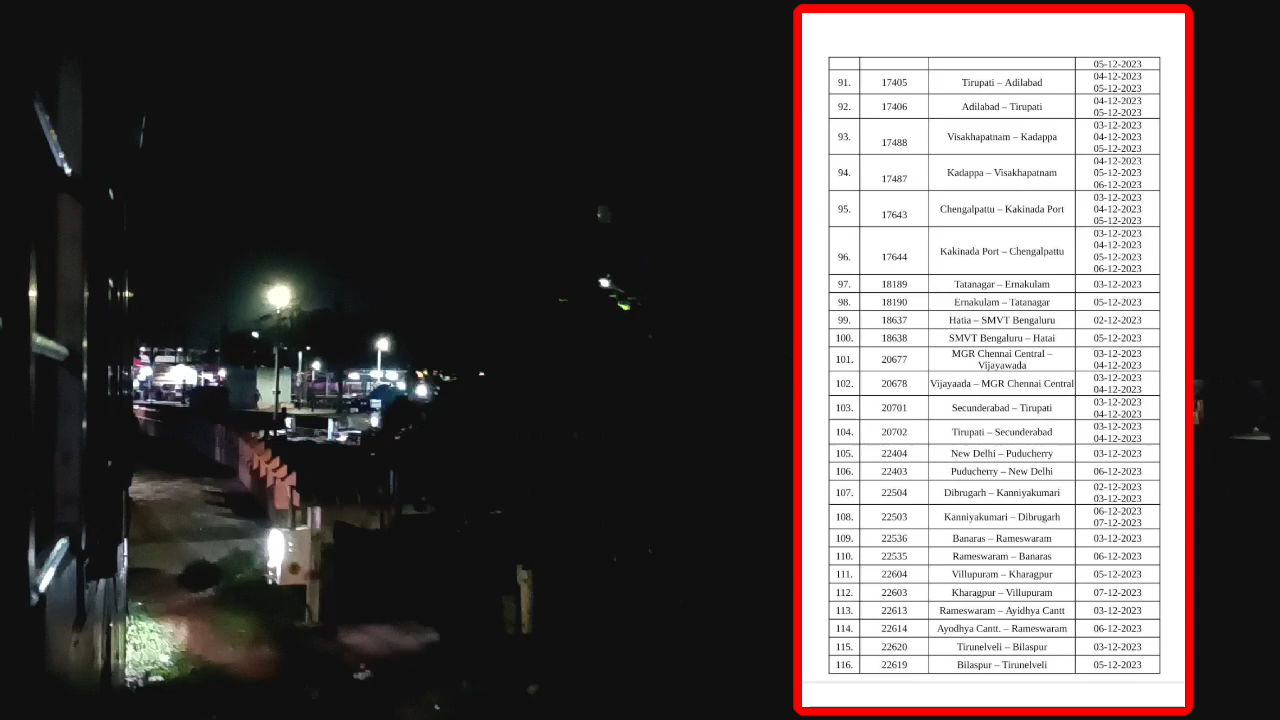 05-12-2023
91. 17405 Tirupati – Adilabad 04-12-2023
05-12-2023
92. 17406 Adilabad – Tirupati 04-12-2023
05-12-2023
93. 17488 Visakhapatnam – Kadappa 03-12-2023
04-12-2023
05-12-2023
94. 17487 Kadappa – Visakhapatnam 04-12-2023
05-12-2023
06-12-2023
95. 17643 Chengalpattu – Kakinada Port 03-12-2023
04-12-2023
05-12-2023
96. 17644 Kakinada Port – Chengalpattu 03-12-2023
04-12-2023
05-12-2023
06-12-2023
97. 18189 Tatanagar – Ernakulam 03-12-2023
98. 18190 Ernakulam – Tatanagar 05-12-2023
99. 18637 Hatia – SMVT Bengaluru 02-12-2023
100. 18638 SMVT Bengaluru – Hatai 05-12-2023
101. 20677 MGR Chennai Central – 03-12-2023
Vijayawada 04-12-2023
102. 20678 Vijayaada – MGR Chennai Central 03-12-2023
04-12-2023
103. 20701 Secunderabad – Tirupati 03-12-2023
04-12-2023
104. 20702 Tirupati – Secunderabad 03-12-2023
04-12-2023
105. 22404 New Delhi – Puducherry 03-12-2023
106. 22403 Puducherry – New Delhi 06-12-2023
107. 22504 Dibrugarh – Kanniyakumari 02-12-2023
03-12-2023
108. 22503 Kanniyakumari – Dibrugarh 06-12-2023
07-12-2023
109. 22536 Banaras – Rameswaram 03-12-2023
110. 22535 Rameswaram – Banaras 06-12-2023
111. 22604 Villupuram – Kharagpur 05-12-2023
112. 22603 Kharagpur – Villupuram 07-12-2023
113. 22613 Rameswaram – Ayidhya Cantt 03-12-2023
114. 22614 Ayodhya Cantt. – Rameswaram 06-12-2023
115. 22620 Tirunelveli – Bilaspur 03-12-2023
116. 22619 Bilaspur – Tirunelveli 05-12-2023